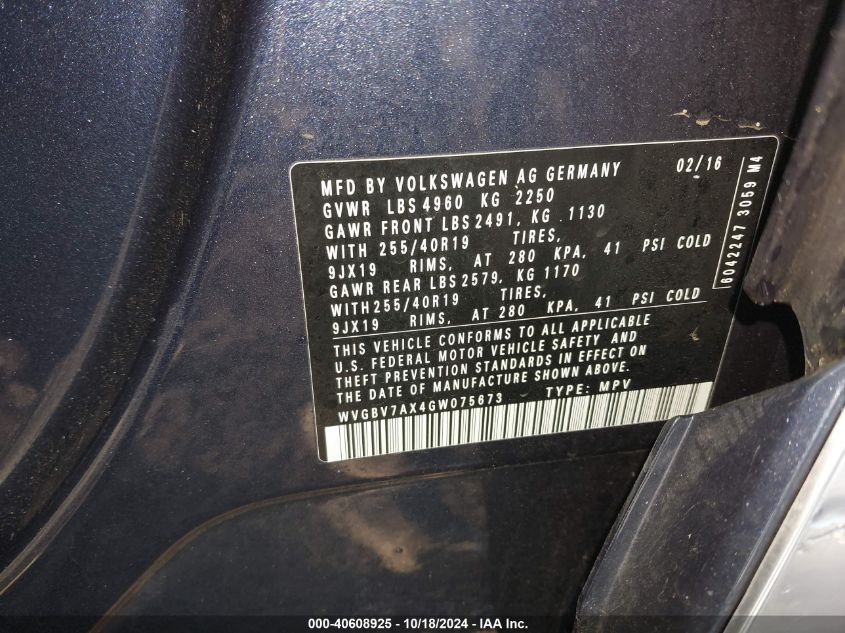 MFD BY VOLKSWAGEN AG GERMANY 02/16
GVWR LBS 4960 KG 2250
GAWR FRONT LBS 2491, KG 1130
WITH 255/40R19 TIRES,
9JX19 RIMS, AT 280 KPA, 41 PSI COLD
GAWR REAR LBS 2579, KG 1170
WITH255/40R19 TIRES,
9JX19 RIMS, AT 280 KPA, 41 PSI COLD
THIS VEHICLE CONFORMS TO ALL APPLICABLE
U.S. FEDERAL MOTOR VEHICLE SAFETY AND
THEFT PREVENTION STANDARDS IN EFFECT ON
THE DATE OF MANUFACTURE SHOWN ABOVE.
WVGBV7AX4GW075673 TYPE: MPV
6042247 3059 M4
000-40608925 - 10/18/2024 - IAA Inc.